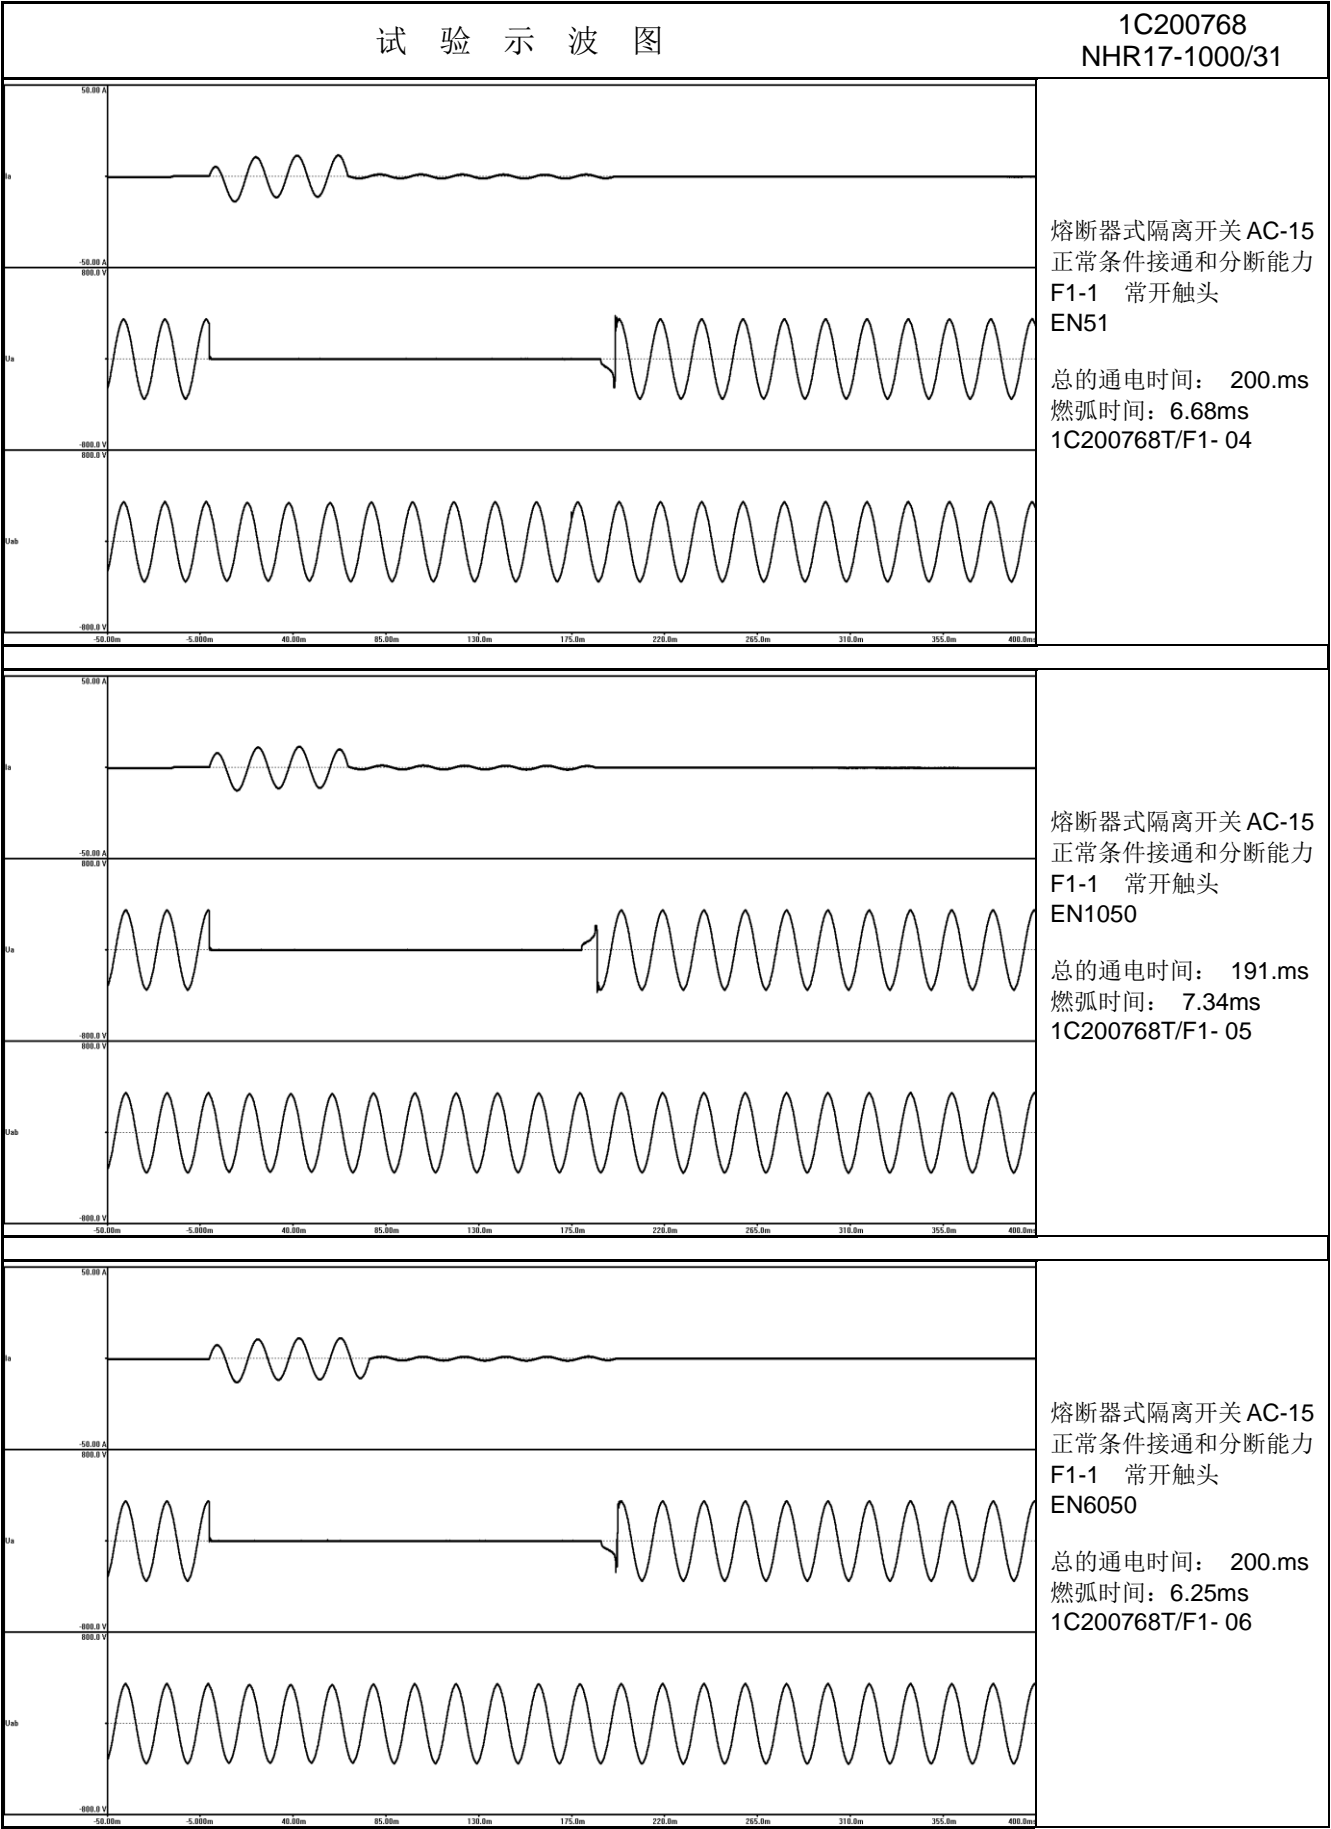 试 验 示 波 图
1C200768
NHR17-1000/31
50.00 A
Ia
-50.00 A
800.0 V
Ua
-800.0 V
800.0 V
Uab
-800.0 V
-50.00m -5.000m 40.00m 85.00m 130.0m 175.0m 220.0m 265.0m 310.0m 355.0m 400.0ms
熔断器式隔离开关 AC-15
正常条件接通和分断能力
F1-1 常开触头
EN51
总的通电时间： 200.ms
燃弧时间：6.68ms
1C200768T/F1- 04
50.00 A
Ia
-50.00 A
800.0 V
Ua
-800.0 V
800.0 V
Uab
-800.0 V
-50.00m -5.000m 40.00m 85.00m 130.0m 175.0m 220.0m 265.0m 310.0m 355.0m 400.0ms
熔断器式隔离开关 AC-15
正常条件接通和分断能力
F1-1 常开触头
EN1050
总的通电时间： 191.ms
燃弧时间： 7.34ms
1C200768T/F1- 05
50.00 A
Ia
-50.00 A
800.0 V
Ua
-800.0 V
800.0 V
Uab
-800.0 V
-50.00m -5.000m 40.00m 85.00m 130.0m 175.0m 220.0m 265.0m 310.0m 355.0m 400.0ms
熔断器式隔离开关 AC-15
正常条件接通和分断能力
F1-1 常开触头
EN6050
总的通电时间： 200.ms
燃弧时间：6.25ms
1C200768T/F1- 06